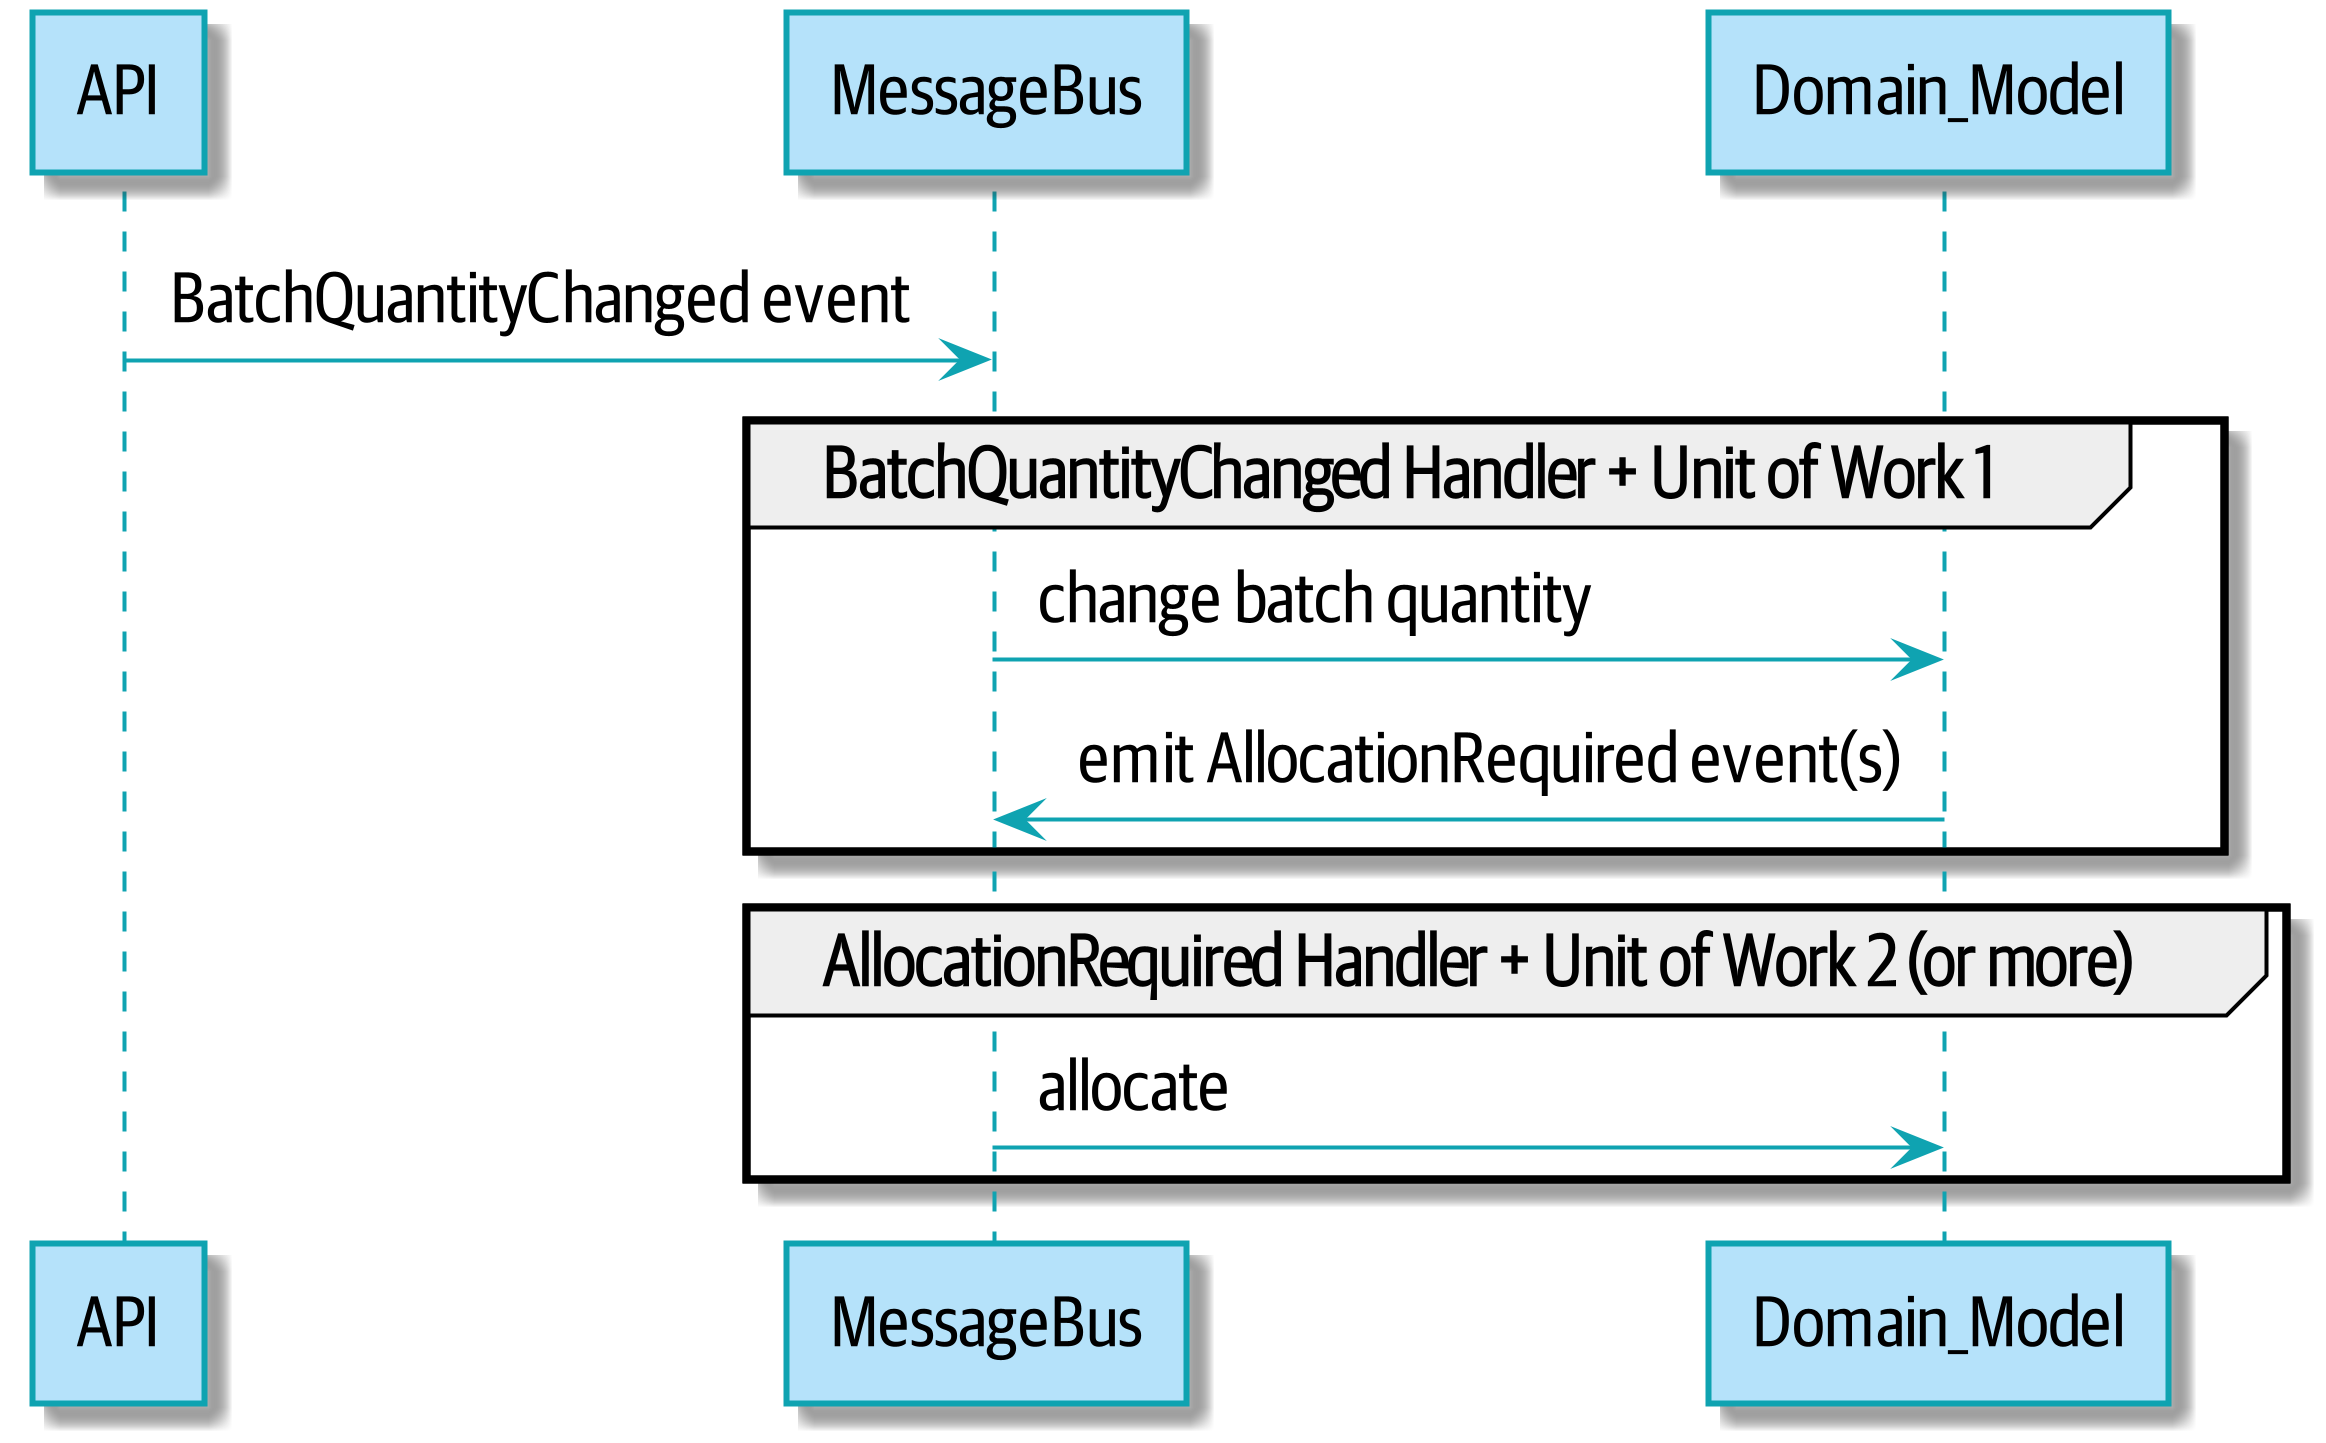 API
MessageBus
Domain_Model
BatchQuantityChanged event
BatchQuantityChanged Handler + Unit of Work 1
change batch quantity
emit AllocationRequired event(s)
AllocationRequired Handler + Unit of Work 2 (or more)
allocate
API
MessageBus
Domain_Model